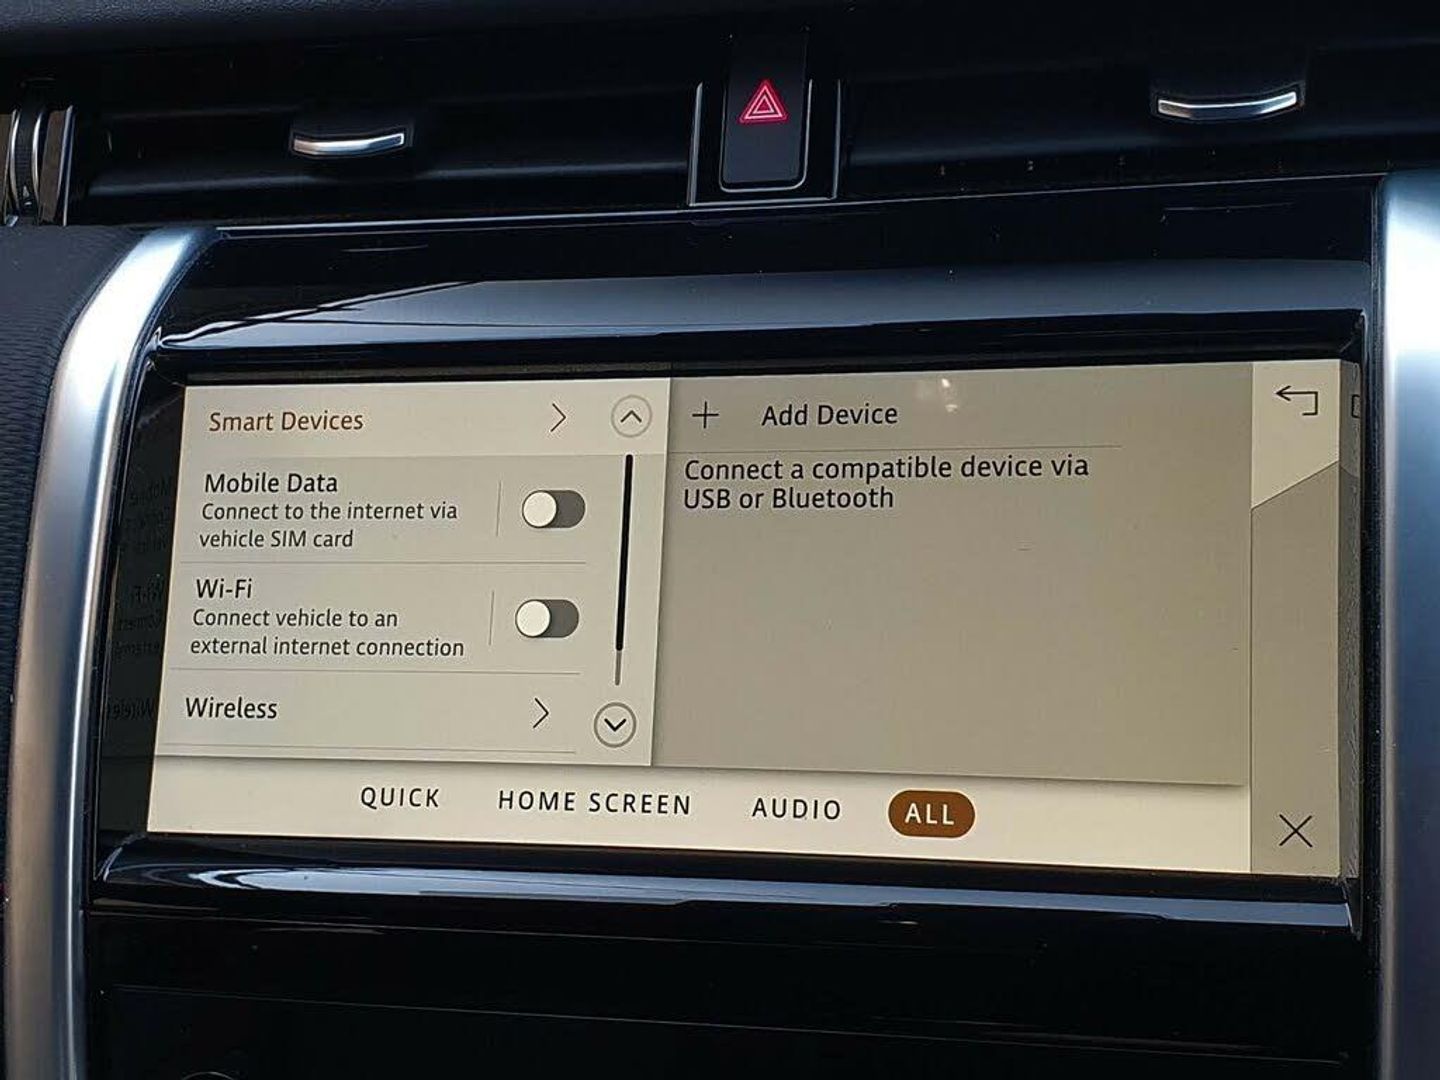 Smart Devices
Mobile Data
Connect to the internet via
vehicle SIM card
Wi-Fi
Connect vehicle to an
external internet connection
Wireless
Add Device
Connect a compatible device via
USB or Bluetooth
QUICK
HOME SCREEN
AUDIO
ALL